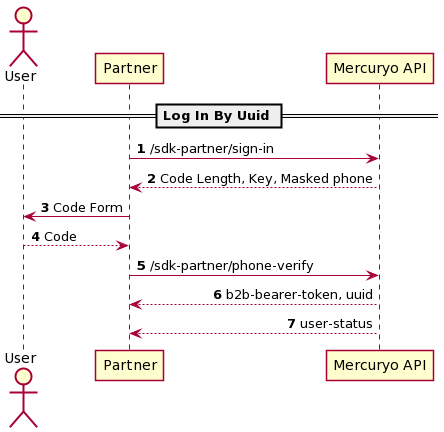 User
Partner
Mercuryo API
Log In By Uuid
1 /sdk-partner/sign-in
2 Code Length, Key, Masked phone
3 Code Form
4 Code
5 /sdk-partner/phone-verify
6 b2b-bearer-token, uuid
7 user-status
User
Partner
Mercuryo API